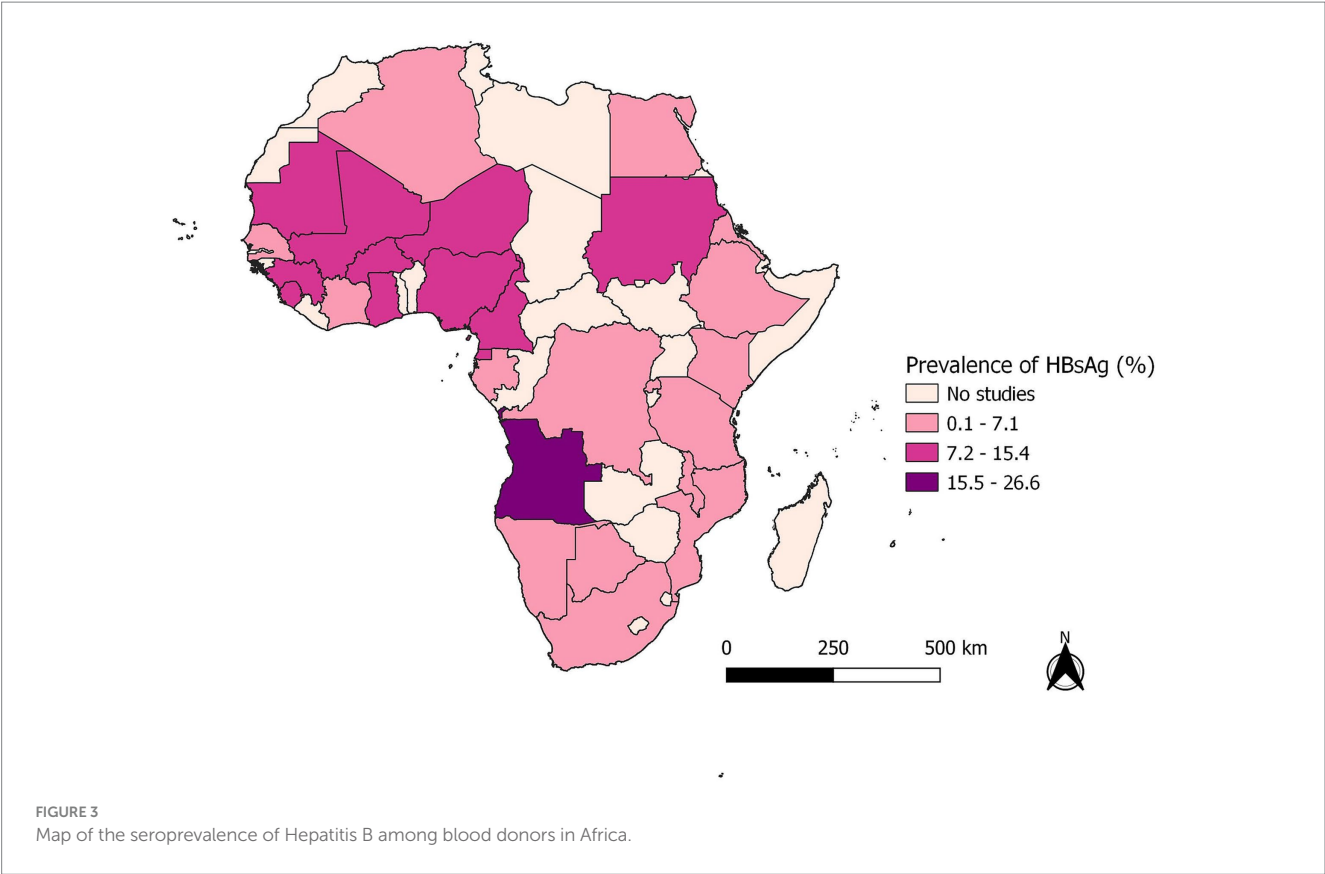 Prevalence of HBsAg (%)
No studies
0.1 - 7.1
7.2 - 15.4
15.5 - 26.6
0 250 500 km
N
FIGURE 3
Map of the seroprevalence of Hepatitis B among blood donors in Africa.